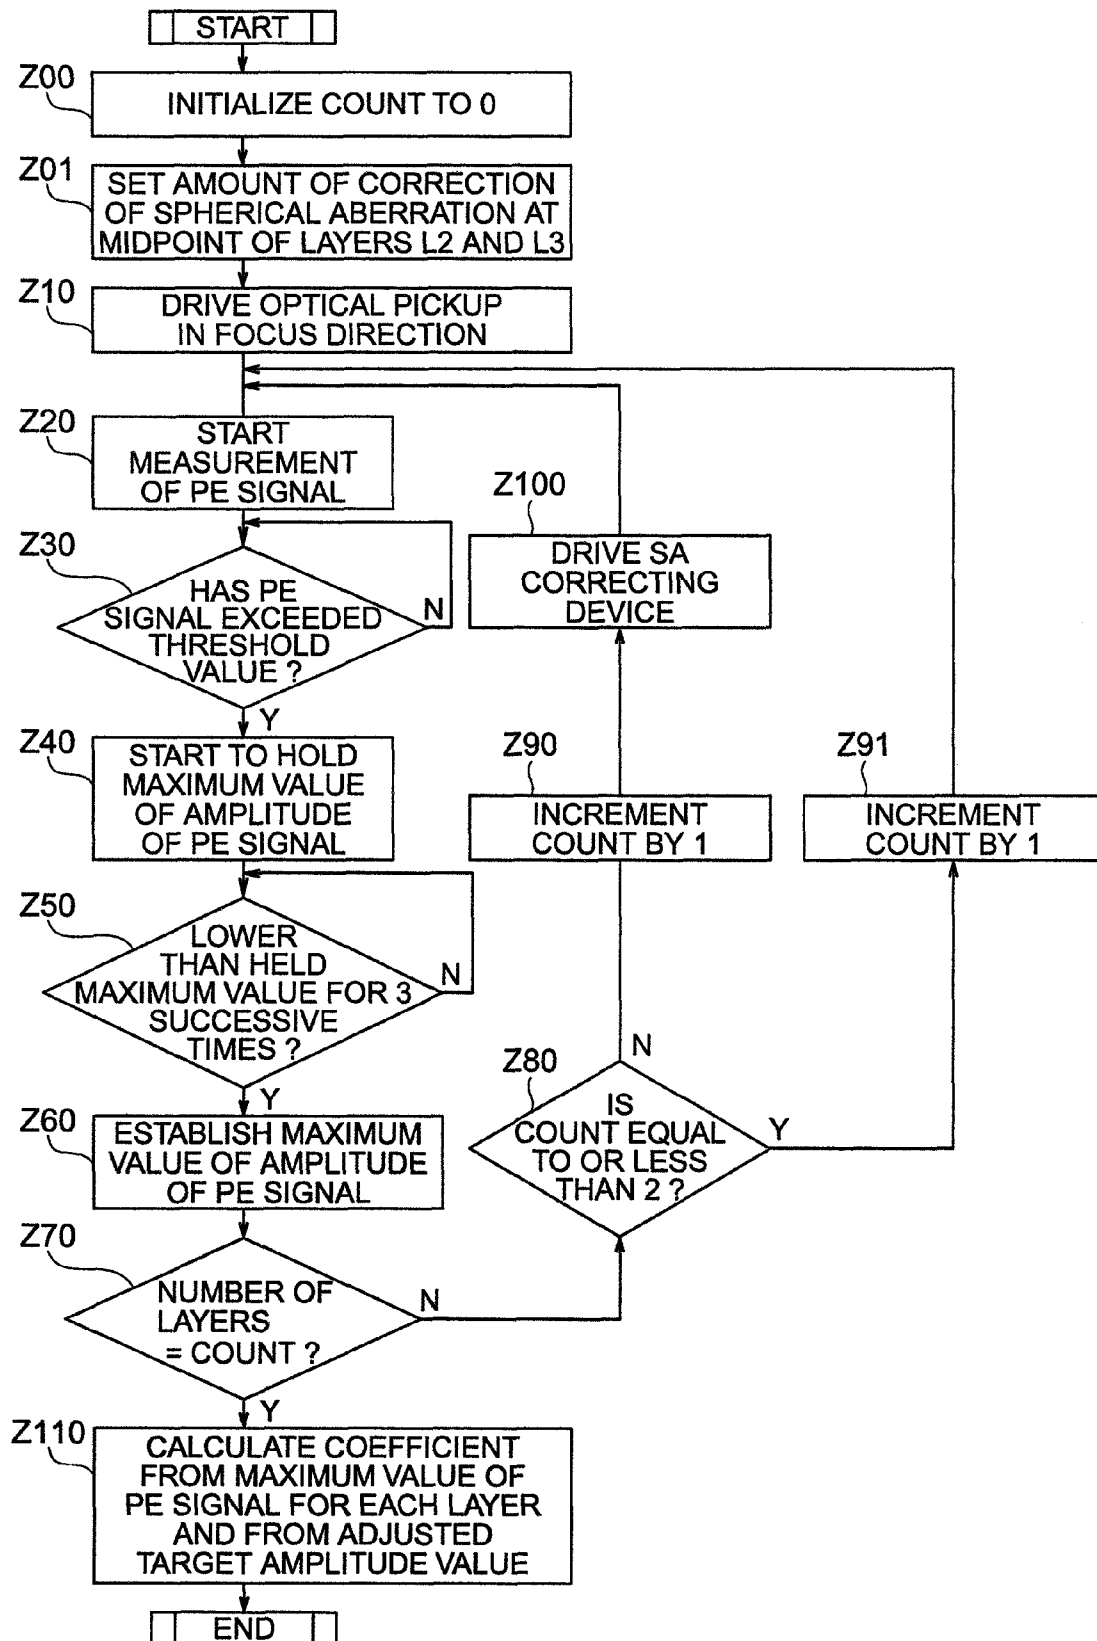 START
Z00
INITIALIZE COUNT TO 0
Z01
SET AMOUNT OF CORRECTION
OF SPHERICAL ABERRATION AT
MIDPOINT OF LAYERS L2 AND L3
Z10
DRIVE OPTICAL PICKUP
IN FOCUS DIRECTION
Z20
START
MEASUREMENT
OF PE SIGNAL
Z30
HAS PE
SIGNAL EXCEEDED
THRESHOLD
VALUE ?
N
Y
Z40
START TO HOLD
MAXIMUM VALUE
OF AMPLITUDE
OF PE SIGNAL
Z50
LOWER
THAN HELD
MAXIMUM VALUE FOR 3
SUCCESSIVE
TIMES ?
N
Y
Z60
ESTABLISH MAXIMUM
VALUE OF AMPLITUDE
OF PE SIGNAL
Z70
NUMBER OF
LAYERS
= COUNT ?
N
Y
Z80
IS
COUNT EQUAL
TO OR LESS
THAN 2 ?
N
Y
Z90
INCREMENT
COUNT BY 1
Z91
INCREMENT
COUNT BY 1
Z100
DRIVE SA
CORRECTING
DEVICE
Z110
CALCULATE COEFFICIENT
FROM MAXIMUM VALUE OF
PE SIGNAL FOR EACH LAYER
AND FROM ADJUSTED
TARGET AMPLITUDE VALUE
END